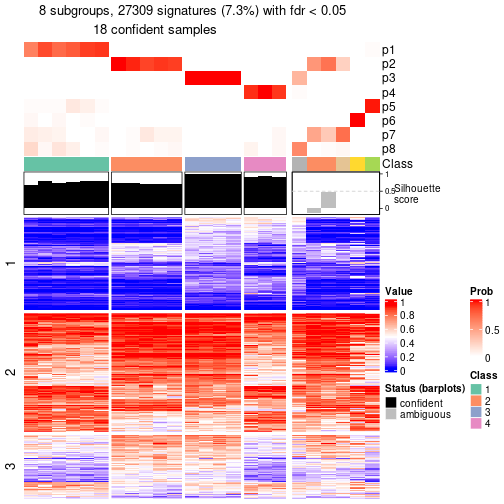 8 subgroups, 27309 signatures (7.3%) with fdr < 0.05
18 confident samples
p1
p2
p3
p4
p5
p6
p7
p8
Class
1
0.5
0
Silhouette
score
1
2
3
Value
1
0.8
0.6
0.4
0.2
0
Prob
1
0.5
0
Status (barplots)
confident
ambiguous
Class
1
2
3
4